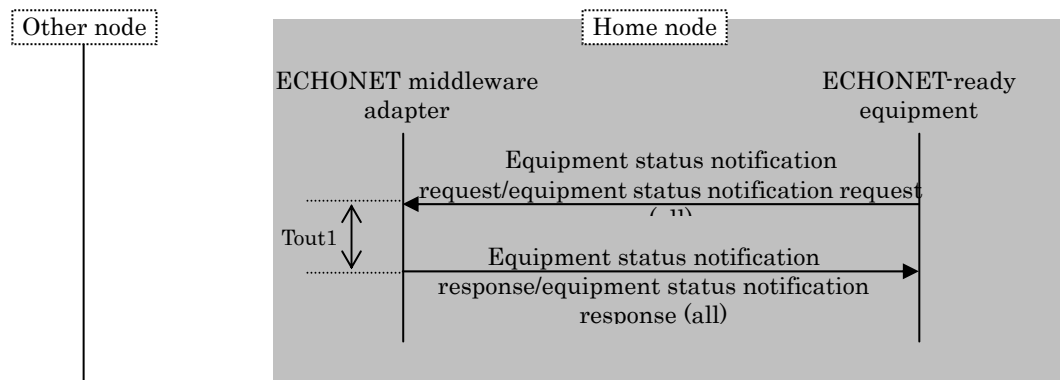 Other node
Home node
ECHONET middleware
adapter
ECHONET-ready
equipment
Equipment status notification
request/equipment status notification request
Tout1
Equipment status notification
response/equipment status notification
response (all)